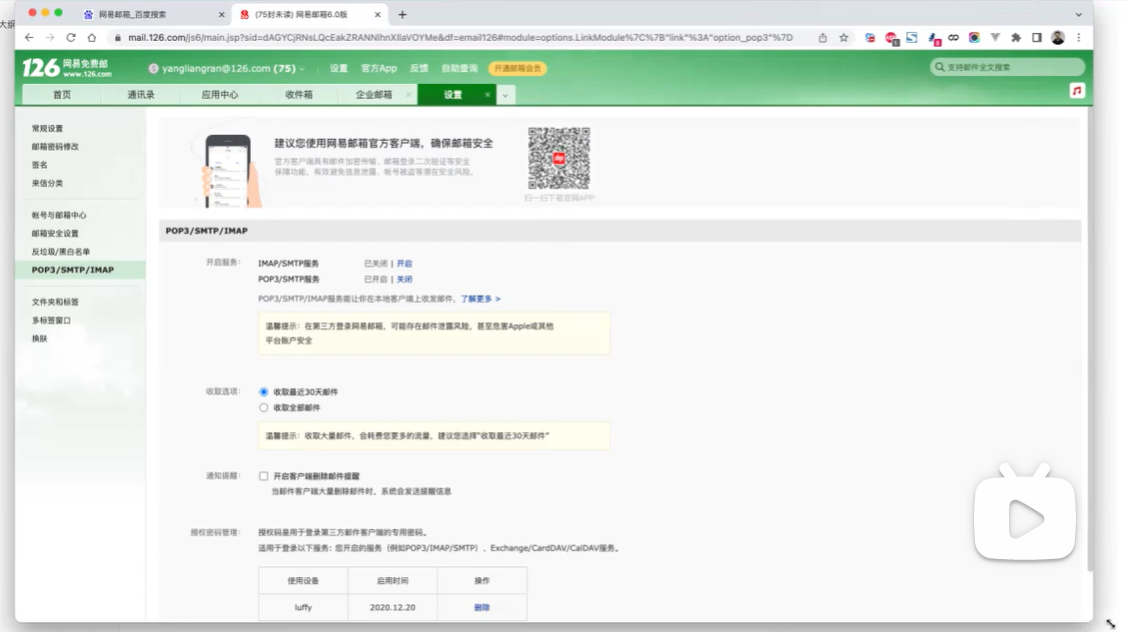 大纲
网易邮箱_百度搜索
(75封未读) 网易邮箱6.0版
mail.126.com/js6/main.jsp?sid=dAGYCjRNsLQcEakZRANNlhnXIlaVOYMe&df=email126#module=options.LinkModule%7C%7B"link"%3A"option_pop3"%7D
126 网易免费邮
www.126.com
yangliangran@126.com (75)
设置 官方App 反馈 自助查询 开通邮箱会员
支持邮件全文搜索
首页 通讯录 应用中心 收件箱 企业邮箱 设置
常规设置
邮箱密码修改
签名
来信分类
帐号与邮箱中心
邮箱安全设置
反垃圾/黑白名单
POP3/SMTP/IMAP
文件夹和标签
多标签窗口
换肤
建议您使用网易邮箱官方客户端，确保邮箱安全
官方客户端具有邮件加密传输、邮箱登录二次验证等安全
保障功能，有效避免信息泄露、帐号被盗等潜在安全风险。
扫一扫下载官网APP
POP3/SMTP/IMAP
开启服务： IMAP/SMTP服务 已关闭 | 开启
POP3/SMTP服务 已开启 | 关闭
POP3/SMTP/IMAP服务能让你在本地客户端上收发邮件，了解更多 >
温馨提示：在第三方登录网易邮箱，可能存在邮件泄露风险，甚至危害Apple或其他
平台账户安全
收取选项： 收取最近30天邮件
收取全部邮件
温馨提示：收取大量邮件，会耗费您更多的流量，建议您选择"收取最近30天邮件"
通知提醒： 开启客户端删除邮件提醒
当邮件客户端大量删除邮件时，系统会发送提醒信息
授权密码管理： 授权码是用于登录第三方邮件客户端的专用密码。
适用于登录以下服务：您开启的服务（例如POP3/IMAP/SMTP）、Exchange/CardDAV/CalDAV服务。
使用设备 启用时间 操作
luffy 2020.12.20 删除